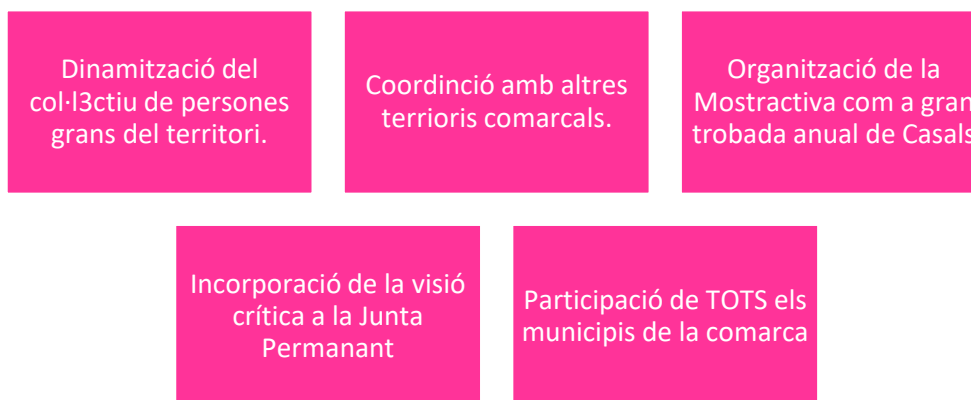 Dinamització del
col·l3ctiu de persones
grans del territori.
Coordinció amb altres
terrioris comarcals.
Organització de la
Mostractiva com a gran
trobada anual de Casals
Incorporació de la visió
crítica a la Junta
Permanant
Participació de TOTS els
municipis de la comarca